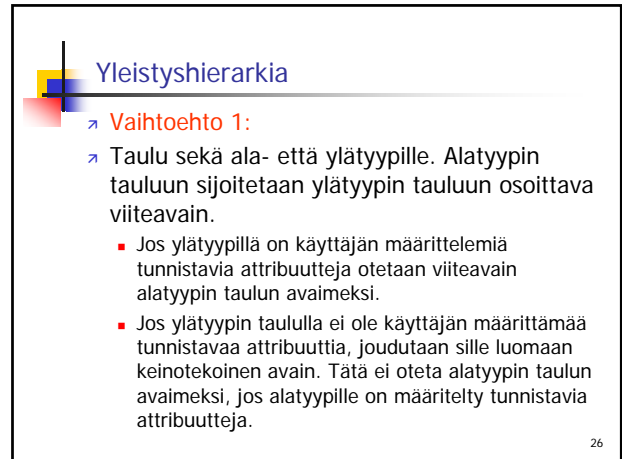 Yleistyshierarkia
Vaihtoehto 1:
Taulu sekä ala- että ylätyypille. Alatyypin
tauluun sijoitetaan ylätyypin tauluun osoittava
viiteavain.
Jos ylätyypillä on käyttäjän määrittelemiä
tunnistavia attribuutteja otetaan viiteavain
alatyypin taulun avaimeksi.
Jos ylätyypin taululla ei ole käyttäjän määrittämää
tunnistavaa attribuuttia, joudutaan sille luomaan
keinotekoinen avain. Tätä ei oteta alatyypin taulun
avaimeksi, jos alatyypille on määritelty tunnistavia
attribuutteja.
26